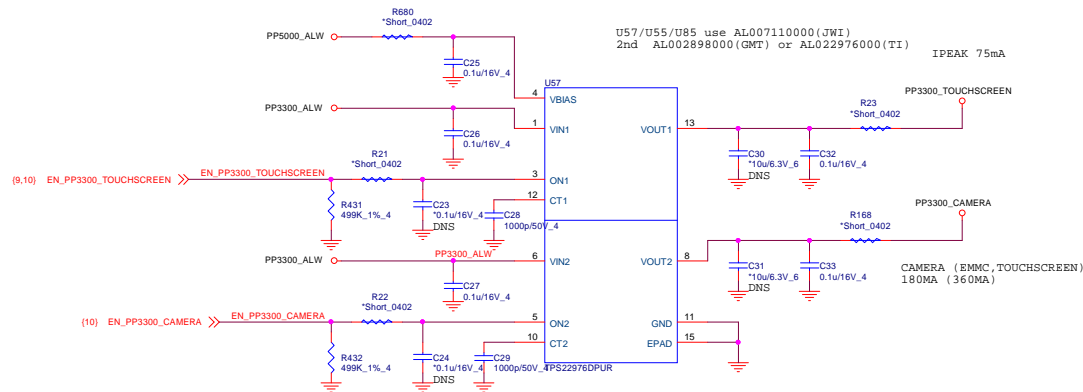 R680
*Short_0402
PP5000_ALW
U57/U55/U85 use AL007110000(JWI)
2nd AL002898000(GMT) or AL022976000(TI)
IPEAK 75mA
C25
0.1u/16V_4
U57
4
VBIAS
PP3300_ALW
1
VIN1
C26
0.1u/16V_4
VOUT1
13
R23
*Short_0402
PP3300_TOUCHSCREEN
C30
*10u/6.3V_6
DNS
C32
0.1u/16V_4
R21
*Short_0402
{9,10} EN_PP3300_TOUCHSCREEN
EN_PP3300_TOUCHSCREEN
3
ON1
12
CT1
R431
499K_1%_4
C23
*0.1u/16V_4
DNS
C28
1000p/50V_4
PP3300_ALW
PP3300_ALW
6
VIN2
C27
0.1u/16V_4
VOUT2
8
R168
*Short_0402
PP3300_CAMERA
C31
*10u/6.3V_6
DNS
C33
0.1u/16V_4
CAMERA (EMMC,TOUCHSCREEN)
180MA (360MA)
R22
*Short_0402
{10} EN_PP3300_CAMERA
EN_PP3300_CAMERA
5
ON2
10
CT2
GND
11
EPAD
15
R432
499K_1%_4
C24
*0.1u/16V_4
DNS
C29
1000p/50V_4
TPS22976DPUR